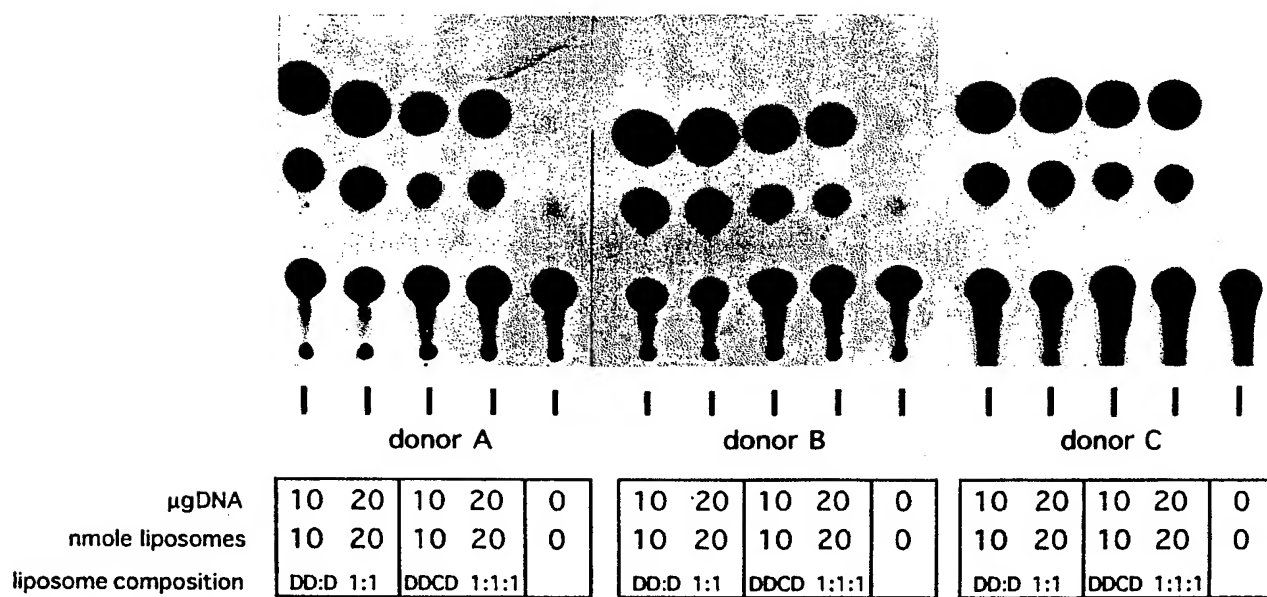 donor A donor B donor C
µgDNA 10 20 10 20 0 10 20 10 20 0 10 20 10 20 0
nmole liposomes 10 20 10 20 0 10 20 10 20 0 10 20 10 20 0
liposome composition DD:D 1:1 DDCD 1:1:1 DD:D 1:1 DDCD 1:1:1 DD:D 1:1 DDCD 1:1:1